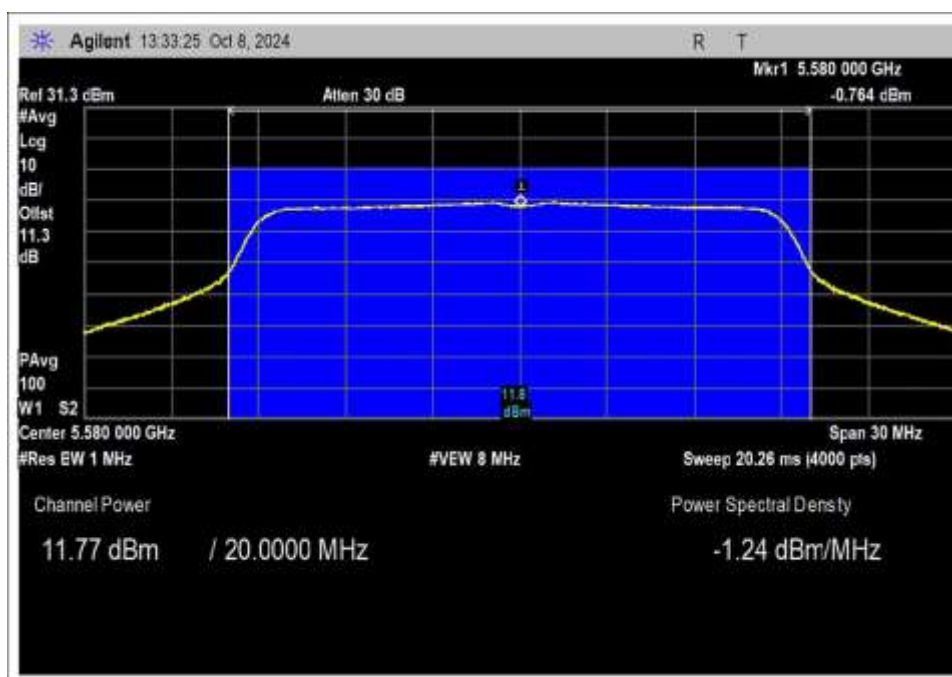 Agilent 13:33:25 Oct 8, 2024 R T
Mkr1 5.580 000 GHz
Ref 31.3 dBm Atten 30 dB -0.764 dBm
#Avg
Log
10
dB/
Offst
11.3
dB
1
PAvg
100
11.8
dBm
W1 S2
Center 5.580 000 GHz Span 30 MHz
#Res BW 1 MHz #VBW 8 MHz Sweep 20.26 ms (4000 pts)
Channel Power Power Spectral Density
11.77 dBm / 20.0000 MHz -1.24 dBm/MHz